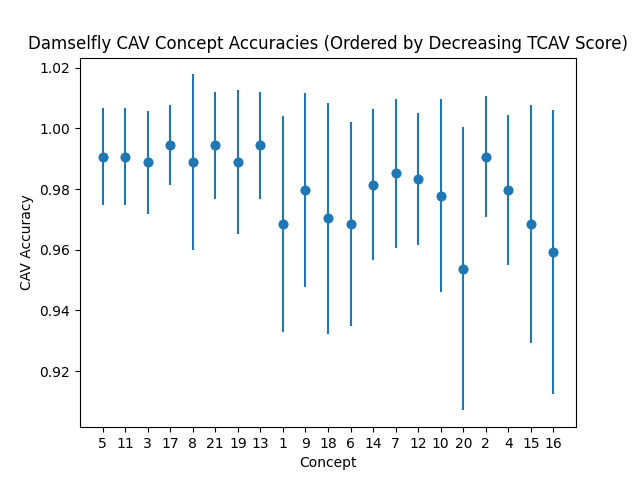 Damselfly CAV Concept Accuracies (Ordered by Decreasing TCAV Score)
1.02
1.00
0.98
0.96
0.94
0.92
CAV Accuracy
5 11 3 17 8 21 19 13 1 9 18 6 14 7 12 10 20 2 4 15 16
Concept